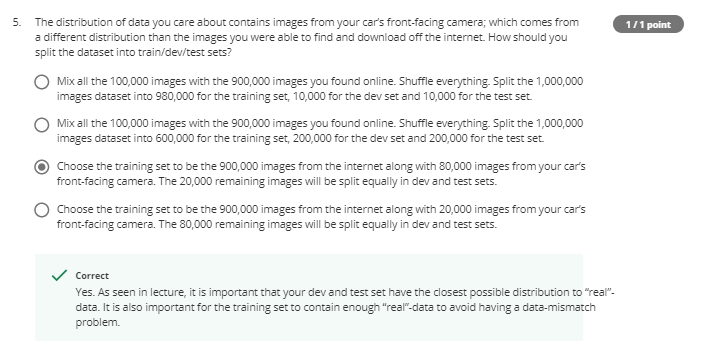 5. The distribution of data you care about contains images from your car's front-facing camera; which comes from
a different distribution than the images you were able to find and download off the internet. How should you
split the dataset into train/dev/test sets?
1 / 1 point
Mix all the 100,000 images with the 900,000 images you found online. Shuffle everything. Split the 1,000,000
images dataset into 980,000 for the training set, 10,000 for the dev set and 10,000 for the test set.
Mix all the 100,000 images with the 900,000 images you found online. Shuffle everything. Split the 1,000,000
images dataset into 600,000 for the training set, 200,000 for the dev set and 200,000 for the test set.
Choose the training set to be the 900,000 images from the internet along with 80,000 images from your car's
front-facing camera. The 20,000 remaining images will be split equally in dev and test sets.
Choose the training set to be the 900,000 images from the internet along with 20,000 images from your car's
front-facing camera. The 80,000 remaining images will be split equally in dev and test sets.
Correct
Yes. As seen in lecture, it is important that your dev and test set have the closest possible distribution to "real"-
data. It is also important for the training set to contain enough "real"-data to avoid having a data-mismatch
problem.